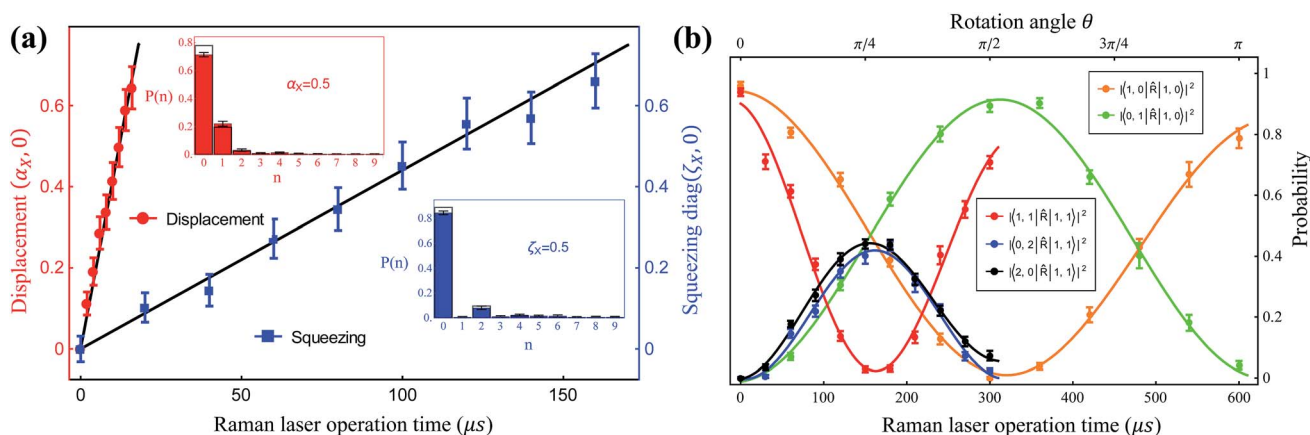 (a)
Displacement (α_X, 0)
0.6
0.4
0.2
0
0.8
0.6
P(n)
0.4
0.2
0.0
α_X=0.5
0 1 2 3 4 5 6 7 8 9
n
Displacement
Squeezing
0.8
0.6
P(n)
0.4
0.2
0.0
ζ_X=0.5
0 1 2 3 4 5 6 7 8 9
n
0.6
0.4
0.2
0
Squeezing diag(ζ_X, 0)
0 50 100 150
Raman laser operation time (μs)
(b)
Rotation angle θ
0 π/4 π/2 3π/4 π
|⟨1, 0|R̂|1, 0⟩|²
|⟨0, 1|R̂|1, 0⟩|²
|⟨1, 1|R̂|1, 1⟩|²
|⟨0, 2|R̂|1, 1⟩|²
|⟨2, 0|R̂|1, 1⟩|²
1
0.8
0.6
0.4
0.2
0
Probability
0 100 200 300 400 500 600
Raman laser operation time (μs)